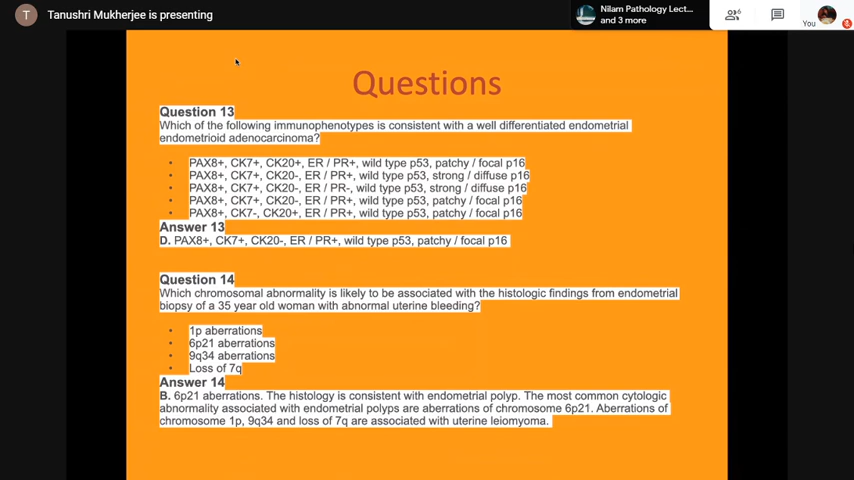 T Tanushri Mukherjee is presenting
Nilam Pathology Lect...
and 3 more
6
You
Questions
Question 13
Which of the following immunophenotypes is consistent with a well differentiated endometrial
endometrioid adenocarcinoma?
• PAX8+, CK7+, CK20+, ER / PR+, wild type p53, patchy / focal p16
• PAX8+, CK7+, CK20-, ER / PR+, wild type p53, strong / diffuse p16
• PAX8+, CK7+, CK20-, ER / PR-, wild type p53, strong / diffuse p16
• PAX8+, CK7+, CK20-, ER / PR+, wild type p53, patchy / focal p16
• PAX8+, CK7-, CK20+, ER / PR+, wild type p53, patchy / focal p16
Answer 13
D. PAX8+, CK7+, CK20-, ER / PR+, wild type p53, patchy / focal p16
Question 14
Which chromosomal abnormality is likely to be associated with the histologic findings from endometrial
biopsy of a 35 year old woman with abnormal uterine bleeding?
• 1p aberrations
• 6p21 aberrations
• 9q34 aberrations
• Loss of 7q
Answer 14
B. 6p21 aberrations. The histology is consistent with endometrial polyp. The most common cytologic
abnormality associated with endometrial polyps are aberrations of chromosome 6p21. Aberrations of
chromosome 1p, 9q34 and loss of 7q are associated with uterine leiomyoma.